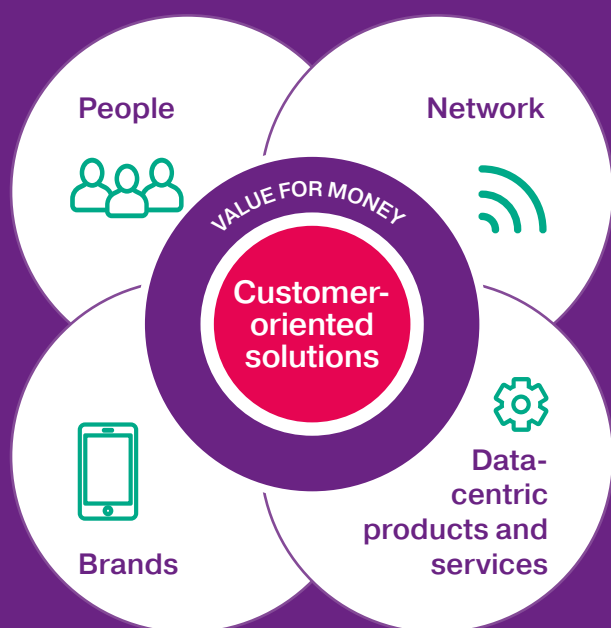 People
Network
VALUE FOR MONEY
Customer-
oriented
solutions
Brands
Data-
centric
products and
services